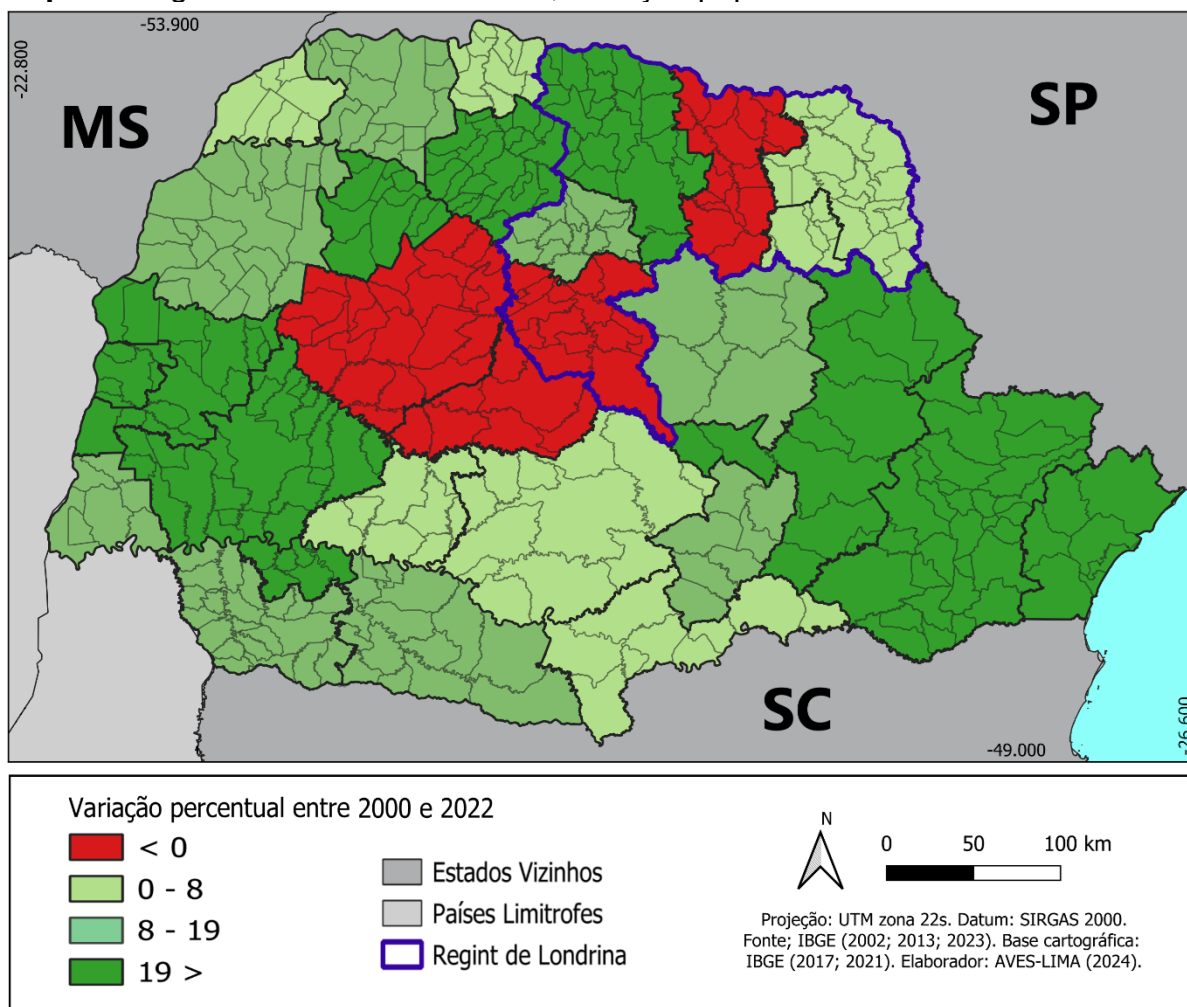 -53.900
-22.800
MS
SP
SC
-49.000
-26.600
Variação percentual entre 2000 e 2022
< 0
0 - 8
8 - 19
19 >
Estados Vizinhos
Países Limitrofes
Regint de Londrina
N
0 50 100 km
Projeção: UTM zona 22s. Datum: SIRGAS 2000.
Fonte; IBGE (2002; 2013; 2023). Base cartográfica:
IBGE (2017; 2021). Elaborador: AVES-LIMA (2024).